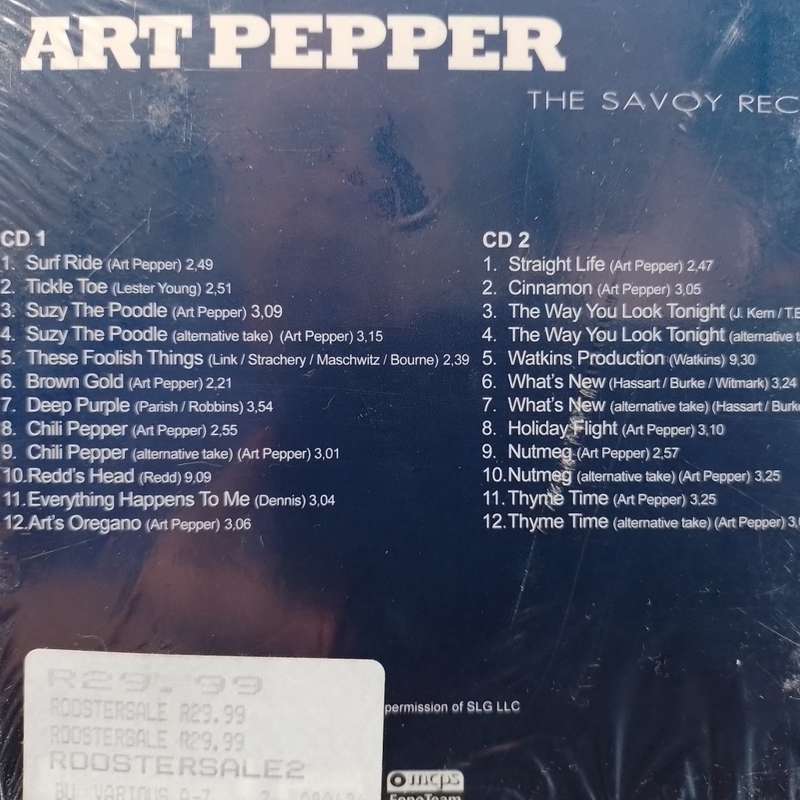 ART PEPPER
THE SAVOY REC
CD 1
1. Surf Ride (Art Pepper) 2,49
2. Tickle Toe (Lester Young) 2,51
3. Suzy The Poodle (Art Pepper) 3,09
4. Suzy The Poodle (alternative take) (Art Pepper) 3,15
5. These Foolish Things (Link / Strachery / Maschwitz / Bourne) 2,39
6. Brown Gold (Art Pepper) 2,21
7. Deep Purple (Parish / Robbins) 3,54
8. Chili Pepper (Art Pepper) 2,55
9. Chili Pepper (alternative take) (Art Pepper) 3,01
10. Redd's Head (Redd) 9,09
11. Everything Happens To Me (Dennis) 3,04
12. Art's Oregano (Art Pepper) 3,06
CD 2
1. Straight Life (Art Pepper) 2,47
2. Cinnamon (Art Pepper) 3,05
3. The Way You Look Tonight (J. Kern / T.E
4. The Way You Look Tonight (alternative t
5. Watkins Production (Watkins) 9,30
6. What's New (Hassart / Burke / Witmark) 3,24
7. What's New (alternative take) (Hassart / Burke
8. Holiday Flight (Art Pepper) 3,10
9. Nutmeg (Art Pepper) 2,57
10. Nutmeg (alternative take) (Art Pepper) 3,25
11. Thyme Time (Art Pepper) 3,25
12. Thyme Time (alternative take) (Art Pepper) 3,
permission of SLG LLC
R29.99
ROOSTERSALE R29.99
ROOSTERSALE R29.99
ROOSTERSALE2
VARIOUS A-Z
mcps
FonoTeam